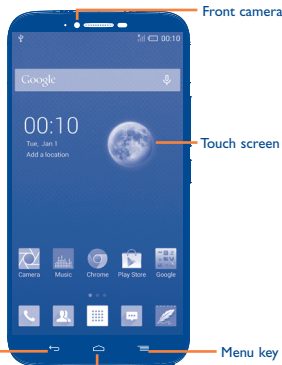 Front camera
00:10
Google
00:10
Tue, Jan 1
Add a location
Touch screen
Camera Music Chrome Play Store Google
Menu key